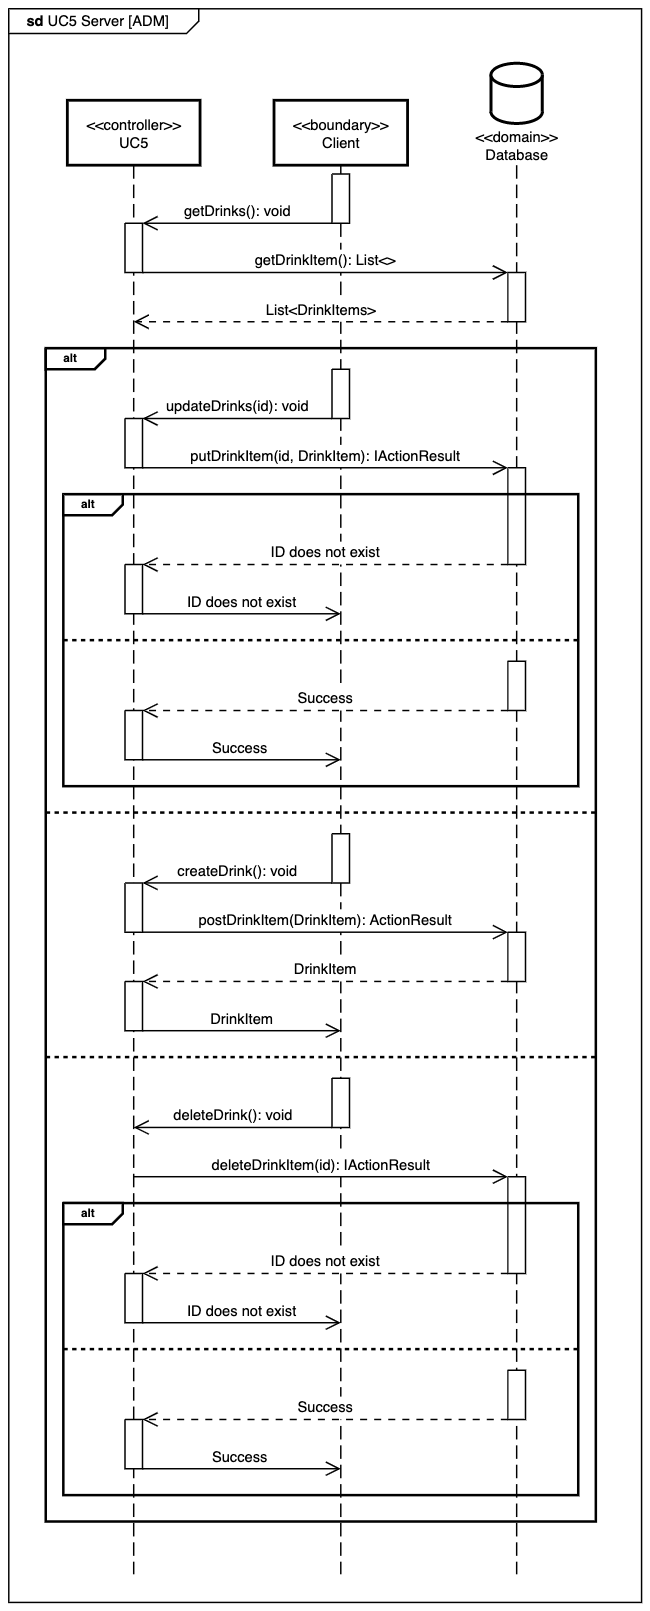 sd UC5 Server [ADM]
<<controller>>
UC5
<<boundary>>
Client
<<domain>>
Database
getDrinks(): void
getDrinkItem(): List<>
List<DrinkItems>
alt
updateDrinks(id): void
putDrinkItem(id, DrinkItem): IActionResult
alt
ID does not exist
ID does not exist
Success
Success
createDrink(): void
postDrinkItem(DrinkItem): ActionResult
DrinkItem
DrinkItem
deleteDrink(): void
deleteDrinkItem(id): IActionResult
alt
ID does not exist
ID does not exist
Success
Success